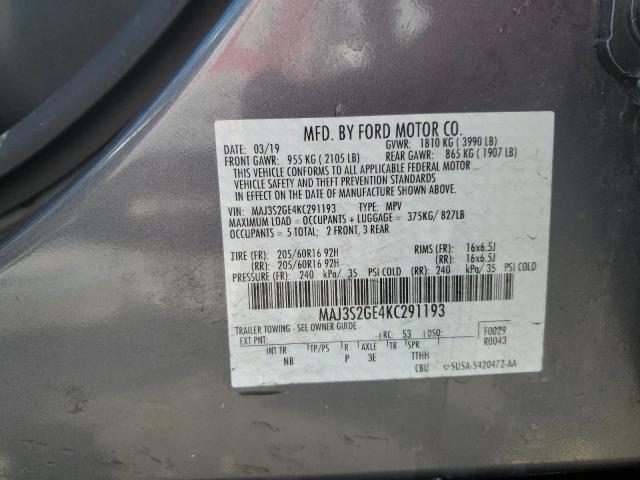 MFD. BY FORD MOTOR CO.
DATE: 03/19 GVWR: 1810 KG ( 3990 LB)
FRONT GAWR: 955 KG ( 2105 LB) REAR GAWR: 865 KG ( 1907 LB)
THIS VEHICLE CONFORMS TO ALL APPLICABLE FEDERAL MOTOR
VEHICLE SAFETY AND THEFT PREVENTION STANDARDS
IN EFFECT ON THE DATE OF MANUFACTURE SHOWN ABOVE.
VIN: MAJ3S2GE4KC291193 TYPE: MPV
MAXIMUM LOAD = OCCUPANTS + LUGGAGE = 375KG/ 827LB
OCCUPANTS = 5 TOTAL; 2 FRONT, 3 REAR
TIRE (FR): 205/60R16 92H RIMS (FR): 16x6.5J
(RR): 205/60R16 92H (RR): 16x6.5J
PRESSURE (FR): 240 kPa/ 35 PSI COLD (RR): 240 kPa/ 35 PSI COLD
MAJ3S2GE4KC291193
TRAILER TOWING - SEE OWNER GUIDE
EXT PNT: RC: 53 DSO: F0029
INT TR TP/PS R AXLE TR SPR R0043
NB P 3E TTHH
CBU 5U5A-5420472-AA